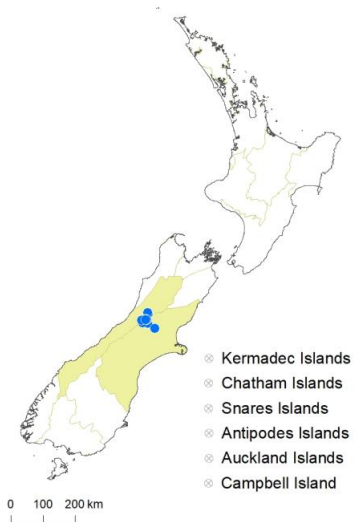 Kermadec Islands
Chatham Islands
Snares Islands
Antipodes Islands
Auckland Islands
Campbell Island
0 100 200 km